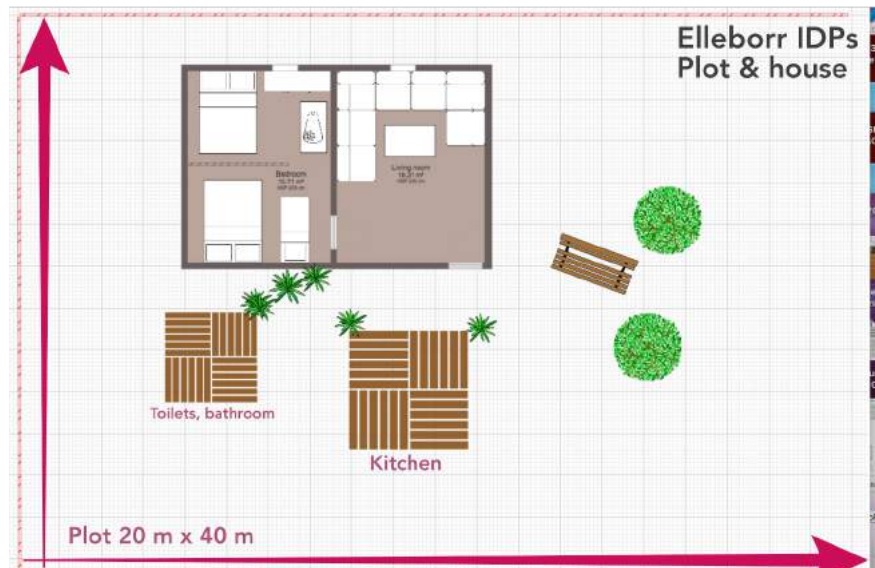 Elleborr IDPs
Plot & house
Bedroom
Living room
Toilets, bathroom
Kitchen
Plot 20 m x 40 m